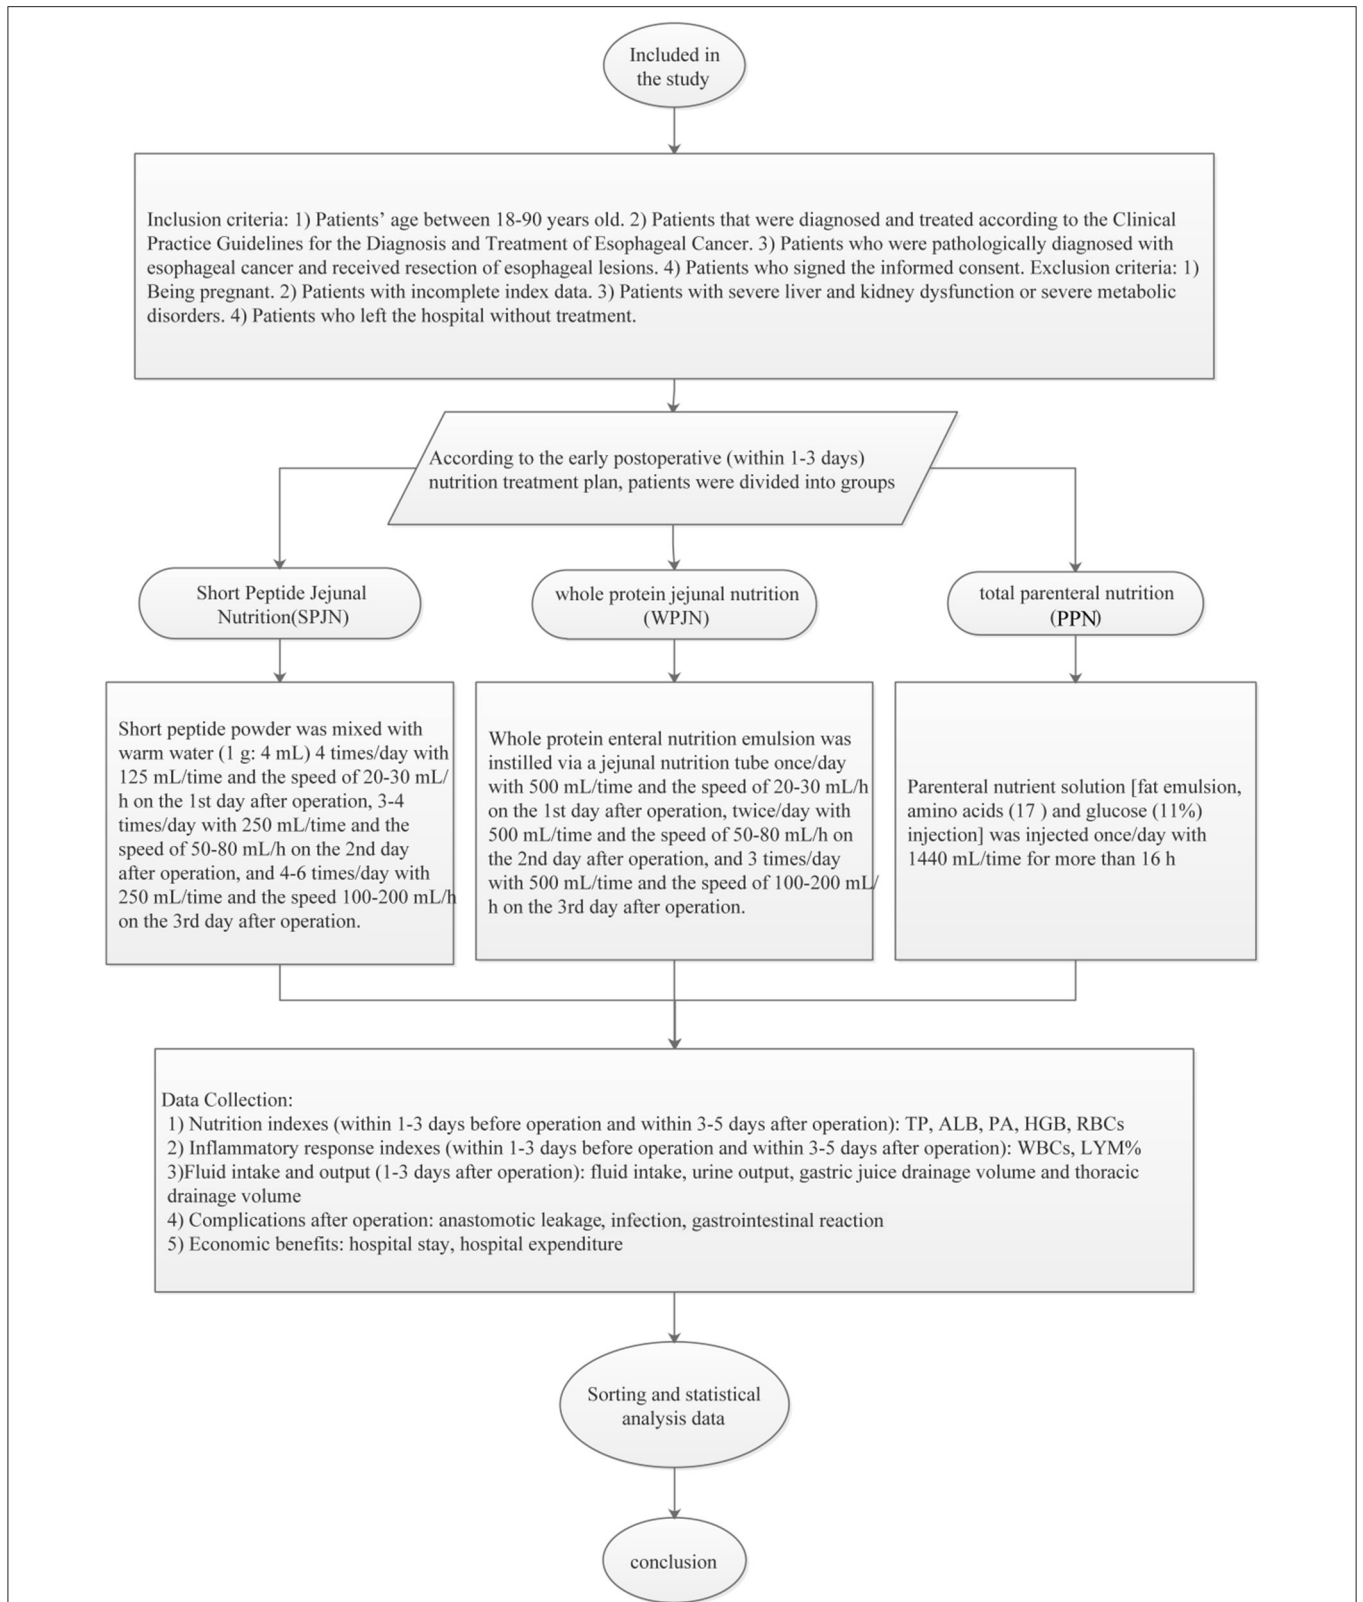 Included in
the study
Inclusion criteria: 1) Patients’ age between 18-90 years old. 2) Patients that were diagnosed and treated according to the Clinical
Practice Guidelines for the Diagnosis and Treatment of Esophageal Cancer. 3) Patients who were pathologically diagnosed with
esophageal cancer and received resection of esophageal lesions. 4) Patients who signed the informed consent. Exclusion criteria: 1)
Being pregnant. 2) Patients with incomplete index data. 3) Patients with severe liver and kidney dysfunction or severe metabolic
disorders. 4) Patients who left the hospital without treatment.
According to the early postoperative (within 1-3 days)
nutrition treatment plan, patients were divided into groups
Short Peptide Jejunal
Nutrition(SPJN)
whole protein jejunal nutrition
(WPJN)
total parenteral nutrition
(PPN)
Short peptide powder was mixed with
warm water (1 g: 4 mL) 4 times/day with
125 mL/time and the speed of 20-30 mL/
h on the 1st day after operation, 3-4
times/day with 250 mL/time and the
speed of 50-80 mL/h on the 2nd day
after operation, and 4-6 times/day with
250 mL/time and the speed 100-200 mL/h
on the 3rd day after operation.
Whole protein enteral nutrition emulsion was
instilled via a jejunal nutrition tube once/day
with 500 mL/time and the speed of 20-30 mL/h
on the 1st day after operation, twice/day with
500 mL/time and the speed of 50-80 mL/h on
the 2nd day after operation, and 3 times/day
with 500 mL/time and the speed of 100-200 mL/
h on the 3rd day after operation.
Parenteral nutrient solution [fat emulsion,
amino acids (17 ) and glucose (11%)
injection] was injected once/day with
1440 mL/time for more than 16 h
Data Collection:
1) Nutrition indexes (within 1-3 days before operation and within 3-5 days after operation): TP, ALB, PA, HGB, RBCs
2) Inflammatory response indexes (within 1-3 days before operation and within 3-5 days after operation): WBCs, LYM%
3)Fluid intake and output (1-3 days after operation): fluid intake, urine output, gastric juice drainage volume and thoracic
drainage volume
4) Complications after operation: anastomotic leakage, infection, gastrointestinal reaction
5) Economic benefits: hospital stay, hospital expenditure
Sorting and statistical
analysis data
conclusion